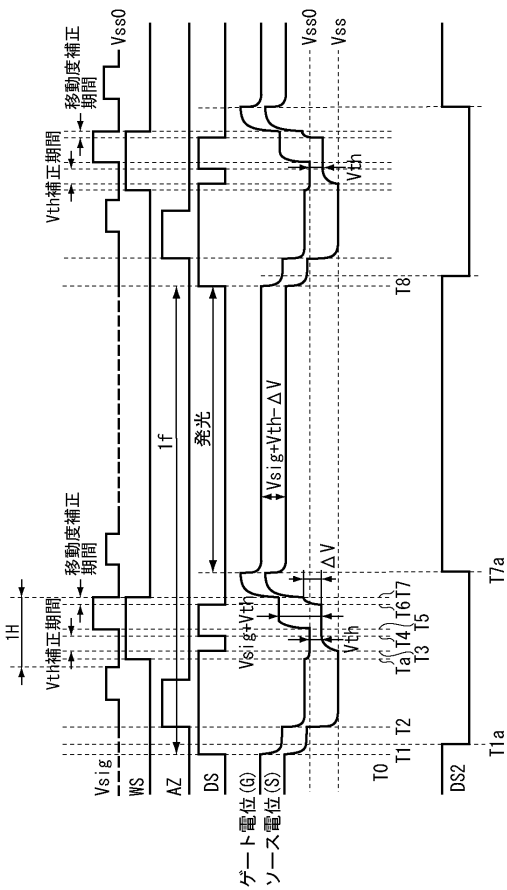 Vsig
WS
AZ
DS
ゲート電位(G)
ソース電位(S)
DS2
1H
Vth補正期間
移動度補正
期間
Vth補正期間
移動度補正
期間
Vss0
1f
発光
Vsig+Vth
Vsig+Vth-ΔV
ΔV
Vth
Vth
Vss0
Vss
T0
T1
T2
Ta
T3
T4
T5
T6
T7
T8
T1a
T7a